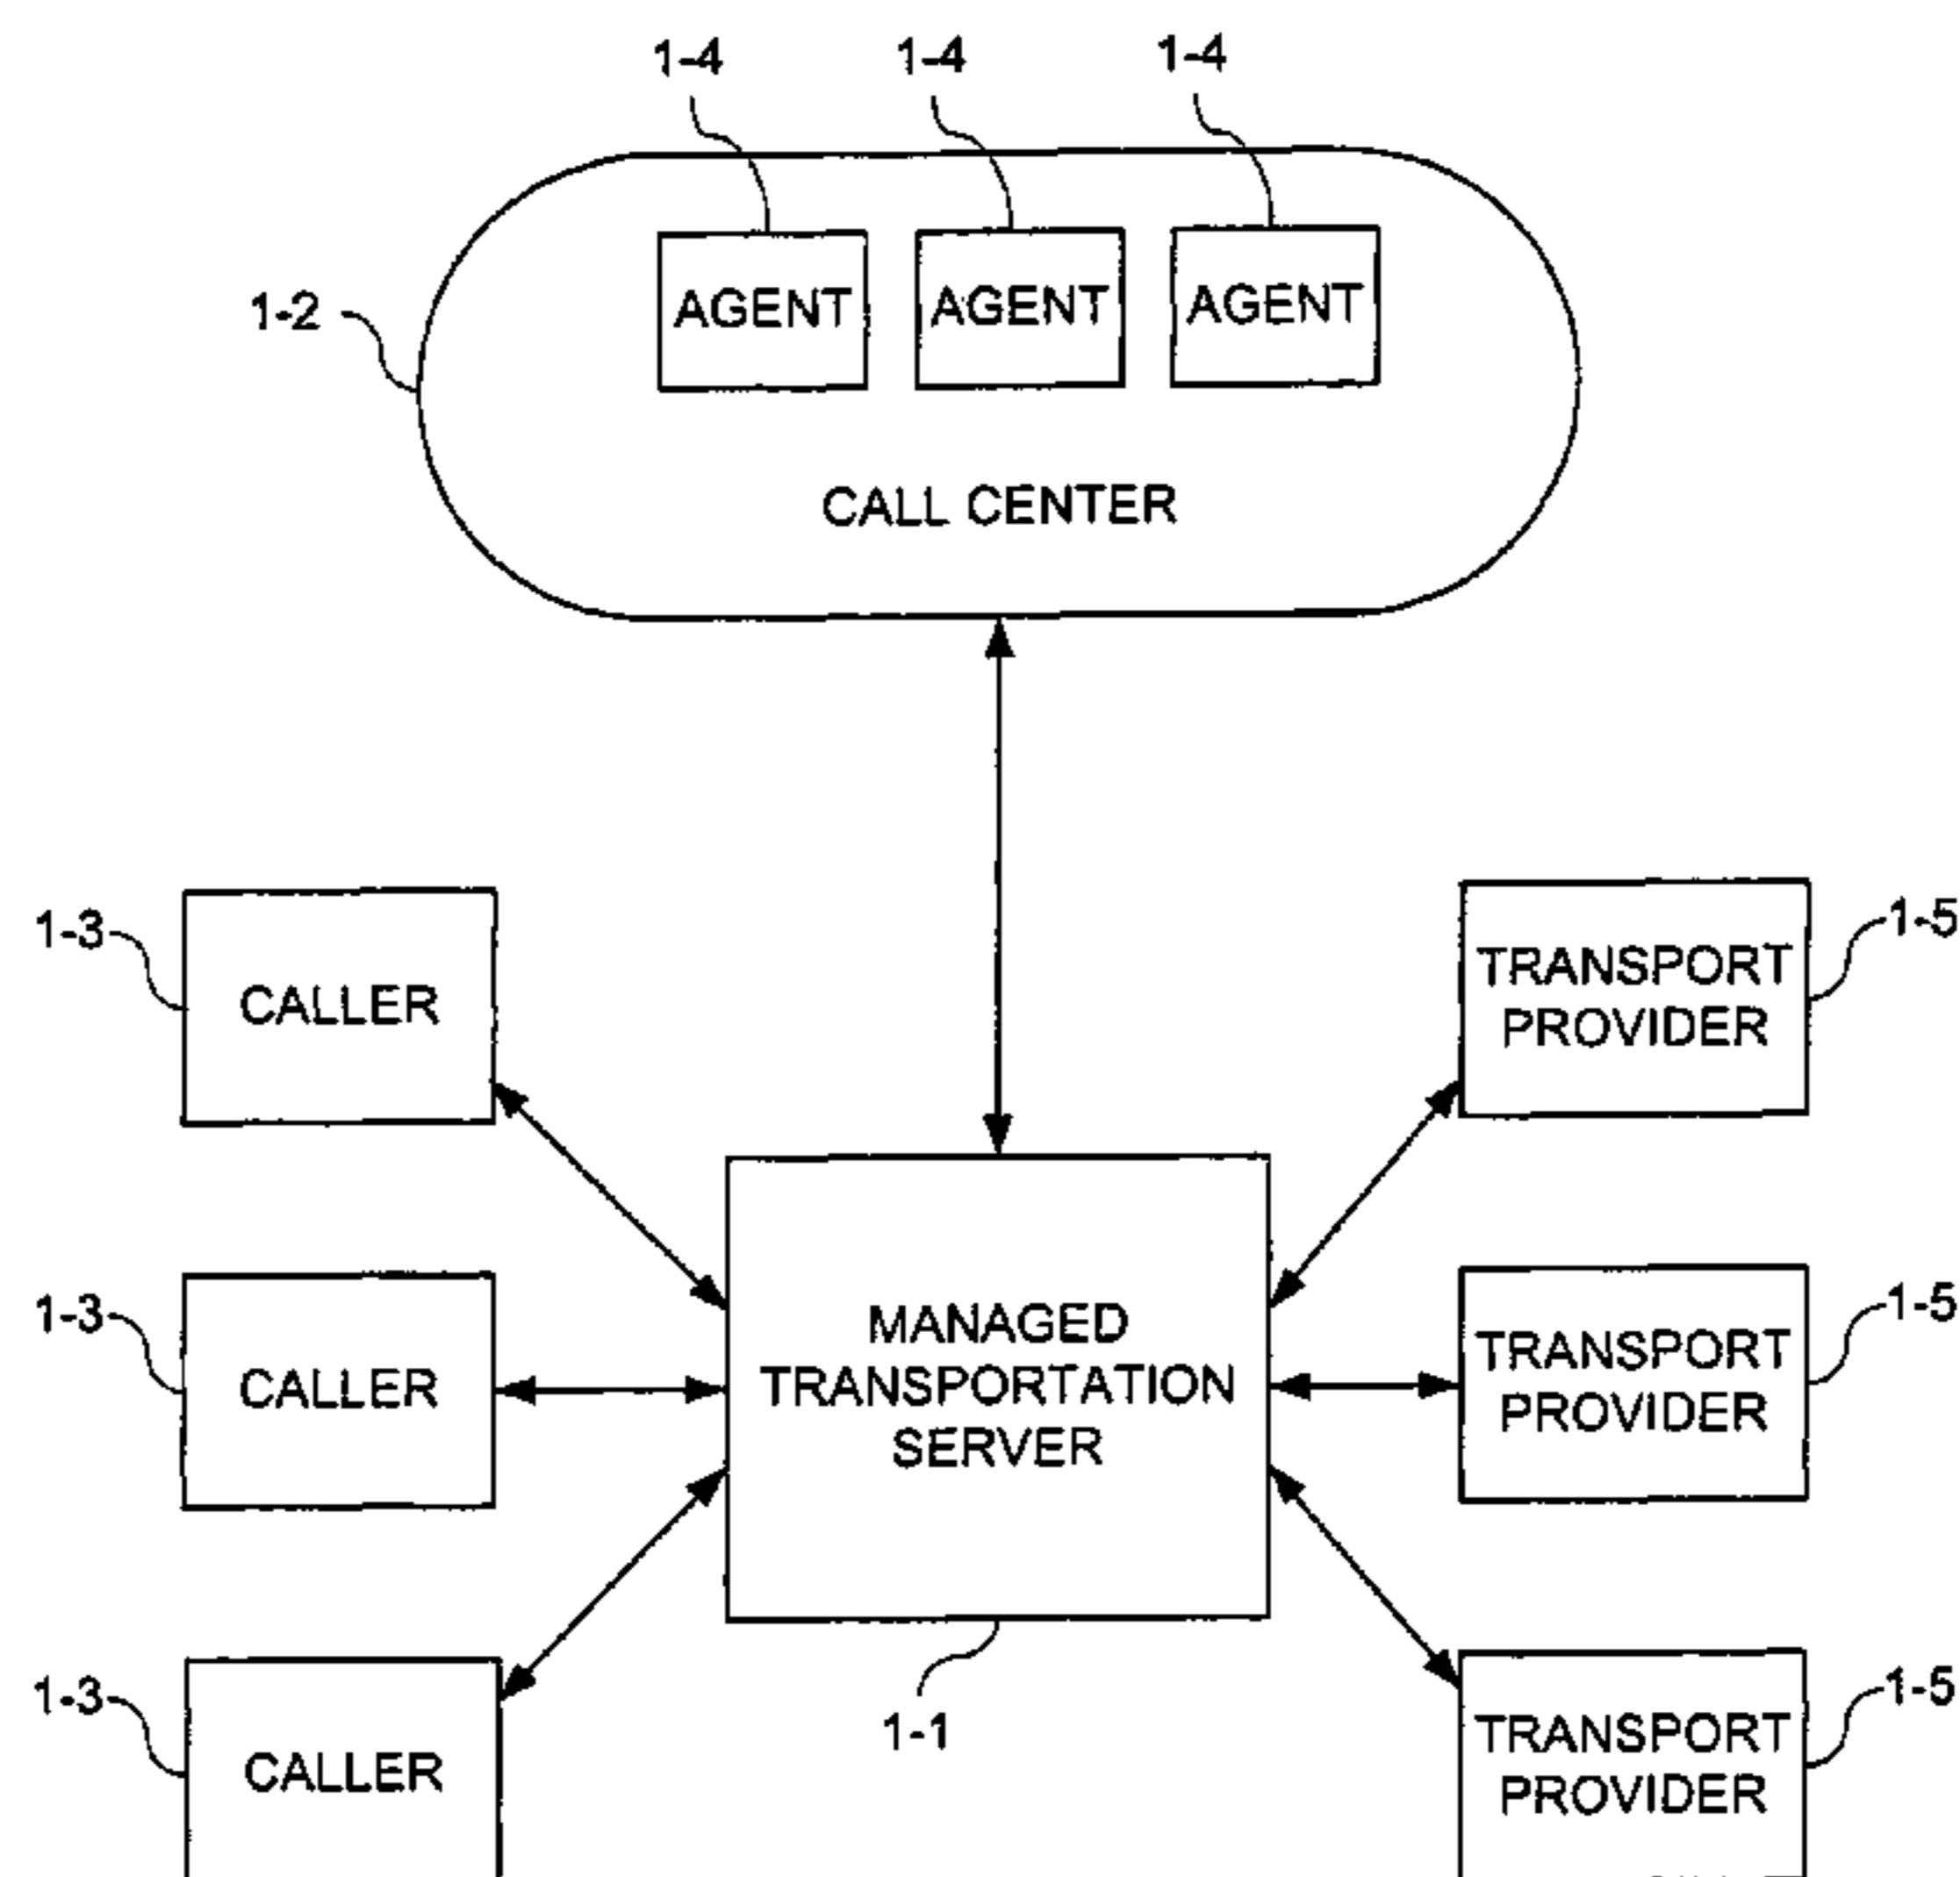 1-4 1-4 1-4
1-2
AGENT AGENT AGENT
CALL CENTER
1-3
CALLER
TRANSPORT
PROVIDER
1-5
1-3
CALLER
MANAGED
TRANSPORTATION
SERVER
TRANSPORT
PROVIDER
1-5
1-3
CALLER
1-1
TRANSPORT
PROVIDER
1-5